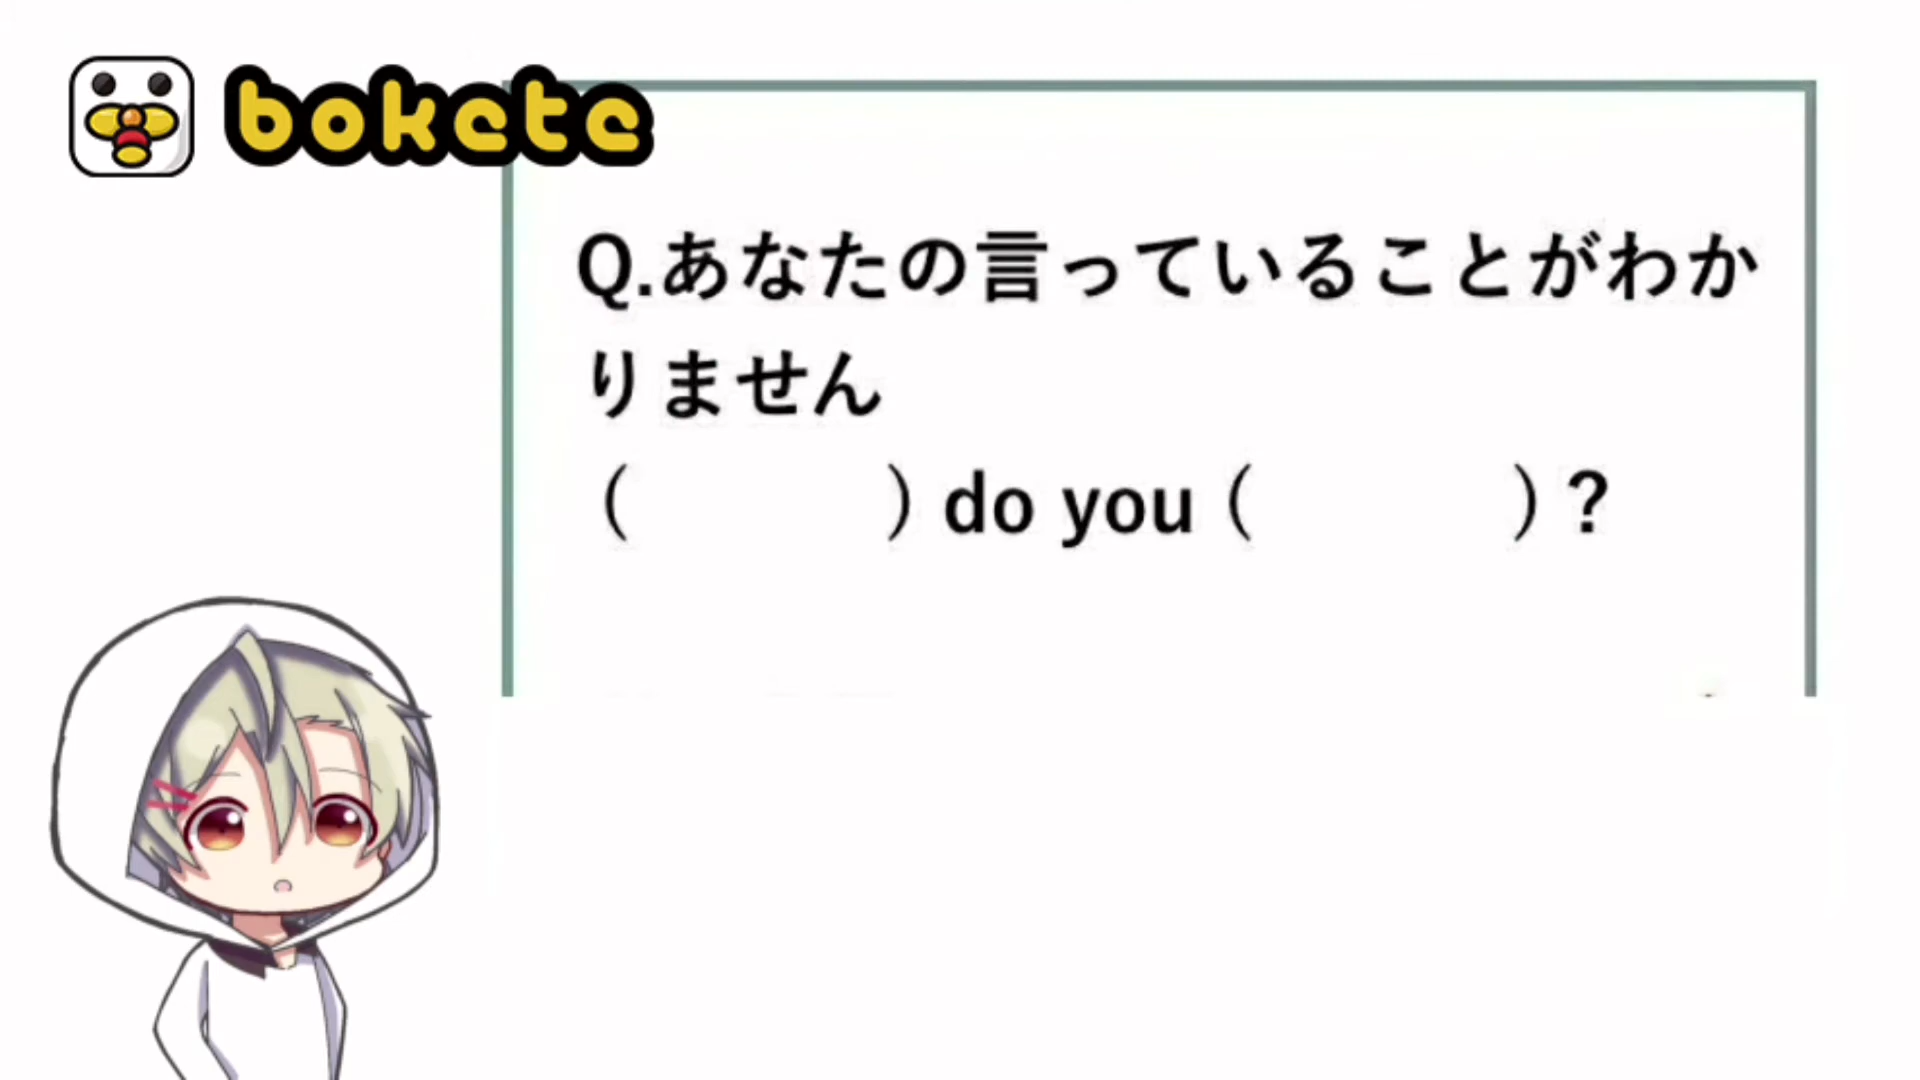 bokete
Q.あなたの言っていることがわか
りません
(　　　) do you (　　　) ?